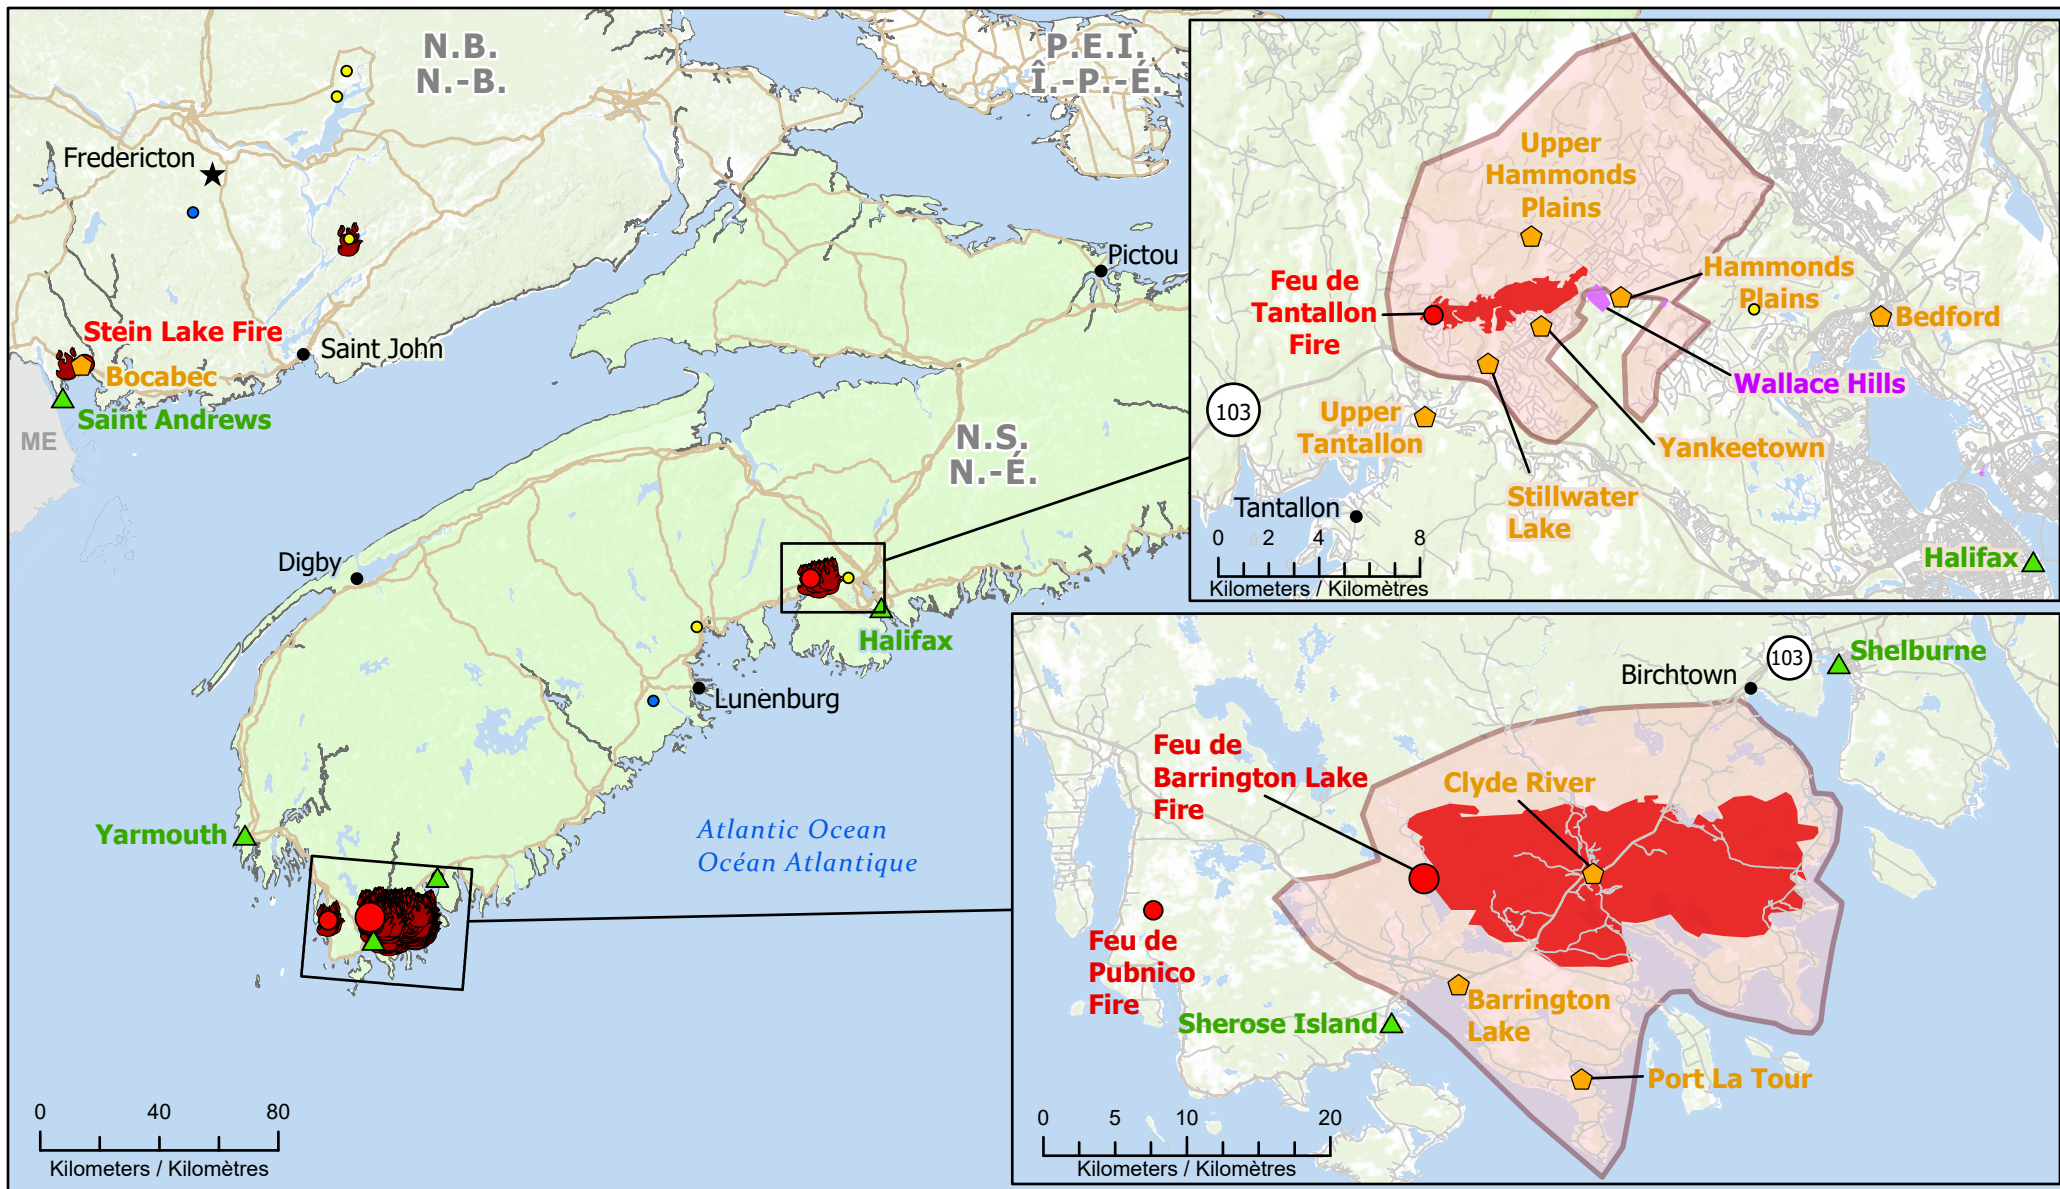 N.B.
N.-B.
P.E.I.
Î.-P.-É.
Fredericton
Pictou
Stein Lake Fire
Saint John
Bocabec
Saint Andrews
ME
N.S.
N.-É.
Digby
Halifax
Lunenburg
Yarmouth
Atlantic Ocean
Océan Atlantique
0 40 80
Kilometers / Kilomètres
Upper
Hammonds
Plains
Feu de
Tantallon
Fire
Hammonds
Plains
Bedford
Wallace Hills
103
Upper
Tantallon
Yankeetown
Stillwater
Lake
Tantallon
0 2 4 8
Kilometers / Kilomètres
Halifax
103
Shelburne
Birchtown
Feu de
Barrington Lake
Fire
Clyde River
Feu de
Pubnico
Fire
Barrington
Lake
Sherose Island
Port La Tour
0 5 10 20
Kilometers / Kilomètres